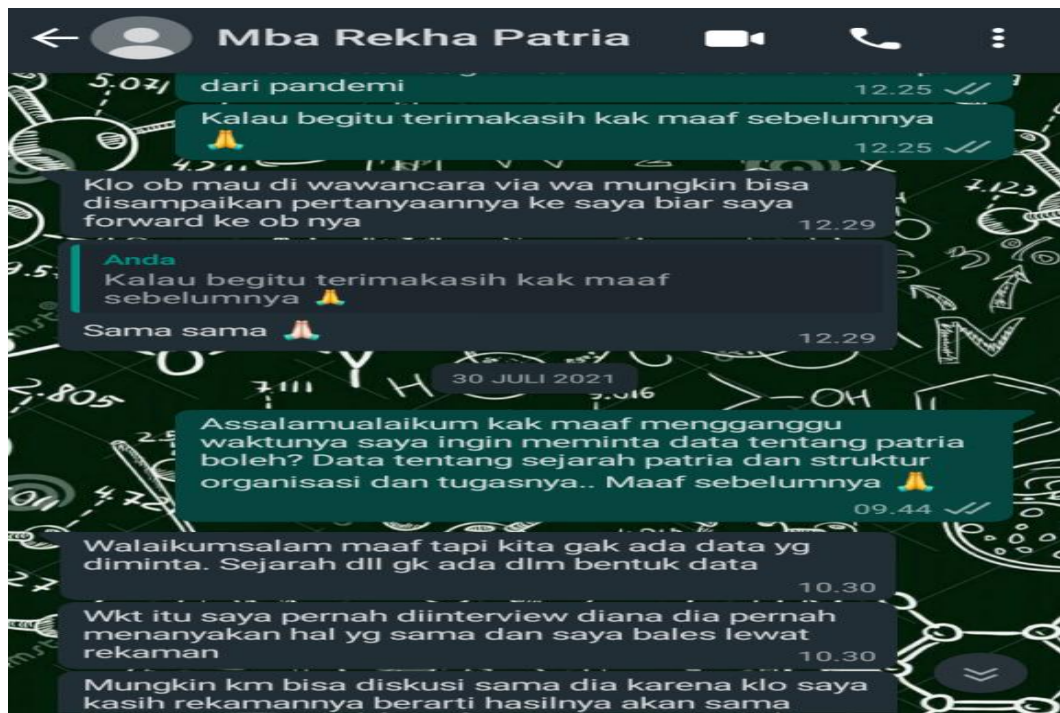 Mba Rekha Patria
dari pandemi
12.25
Kalau begitu terimakasih kak maaf sebelumnya
🙏
12.25
Klo ob mau di wawancara via wa mungkin bisa
disampaikan pertanyaannya ke saya biar saya
forward ke ob nya
12.29
Anda
Kalau begitu terimakasih kak maaf
sebelumnya 🙏
Sama sama 🙏🏻
12.29
30 JULI 2021
Assalamualaikum kak maaf mengganggu
waktunya saya ingin meminta data tentang patria
boleh? Data tentang sejarah patria dan struktur
organisasi dan tugasnya.. Maaf sebelumnya 🙏
09.44
Walaikumsalam maaf tapi kita gak ada data yg
diminta. Sejarah dll gk ada dlm bentuk data
10.30
Wkt itu saya pernah diinterview diana dia pernah
menanyakan hal yg sama dan saya bales lewat
rekaman
10.30
Mungkin km bisa diskusi sama dia karena klo saya
kasih rekamannya berarti hasilnya akan sama